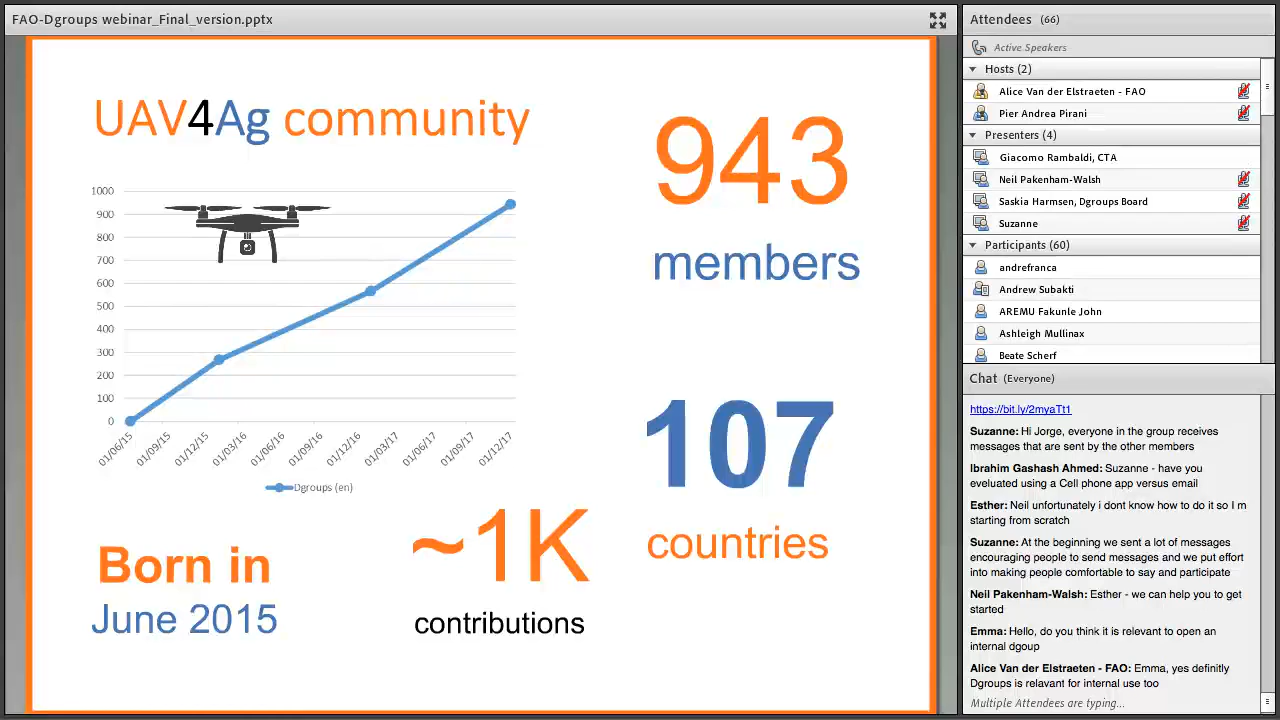 FAO-Dgroups webinar_Final_version.pptx
UAV4Ag community
1000
900
800
700
600
500
400
300
200
100
0
01/06/15
01/09/15
01/12/15
01/03/16
01/06/16
01/09/16
01/12/16
01/03/17
01/06/17
01/09/17
01/12/17
Dgroups (en)
943
members
107
countries
~1K
contributions
Born in
June 2015
Attendees (66)
Active Speakers
Hosts (2)
Alice Van der Elstraeten - FAO
Pier Andrea Pirani
Presenters (4)
Giacomo Rambaldi, CTA
Neil Pakenham-Walsh
Saskia Harmsen, Dgroups Board
Suzanne
Participants (60)
andrefranca
Andrew Subakti
AREMU Fakunle John
Ashleigh Mullinax
Beate Scherf
Chat (Everyone)
https://bit.ly/2myaTt1
Suzanne: Hi Jorge, everyone in the group receives
messages that are sent by the other members
Ibrahim Gashash Ahmed: Suzanne - have you
eveluated using a Cell phone app versus email
Esther: Neil unfortunately i dont know how to do it so I m
starting from scratch
Suzanne: At the beginning we sent a lot of messages
encouraging people to send messages and we put effort
into making people comfortable to say and participate
Neil Pakenham-Walsh: Esther - we can help you to get
started
Emma: Hello, do you think it is relevant to open an
internal dgoup
Alice Van der Elstraeten - FAO: Emma, yes definitly
Dgroups is relavant for internal use too
Multiple Attendees are typing...